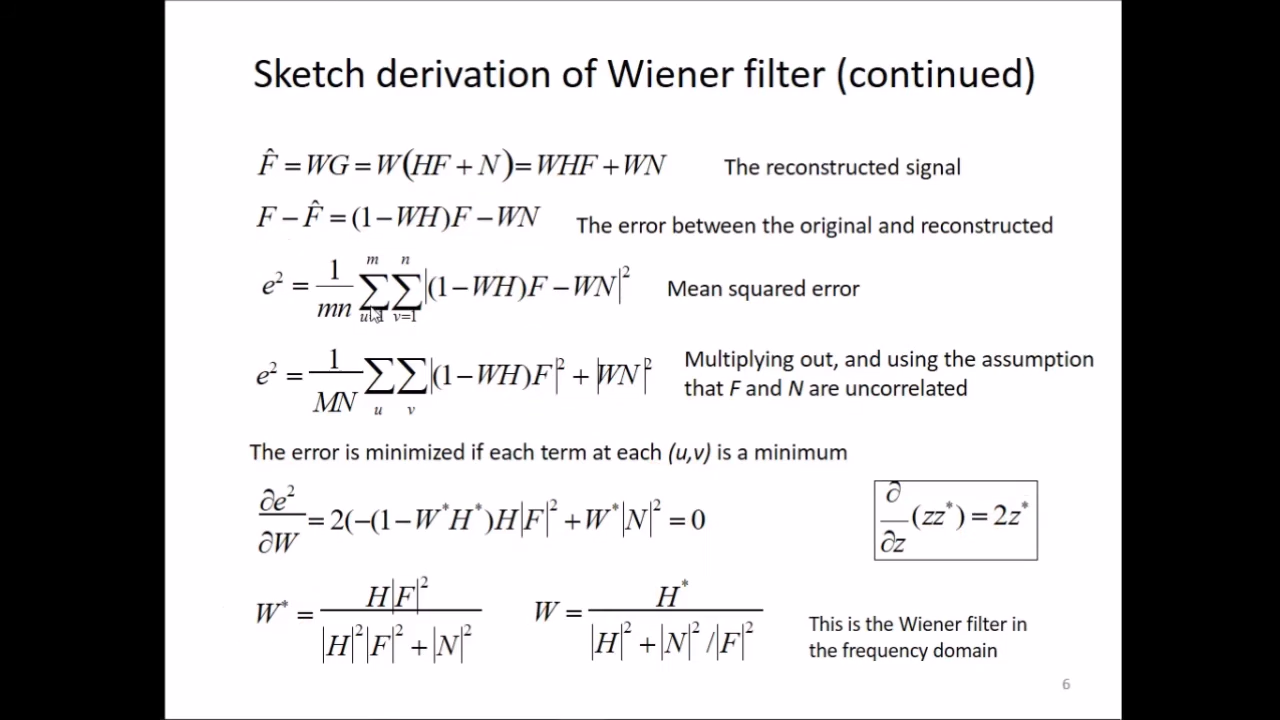 Sketch derivation of Wiener filter (continued)
F̂ = WG = W(HF + N) = WHF + WN The reconstructed signal
F − F̂ = (1 − WH)F − WN The error between the original and reconstructed
e² = 1/mn ∑_{u=1}^{m} ∑_{v=1}^{n} |(1 − WH)F − WN|² Mean squared error
e² = 1/MN ∑_u ∑_v |(1 − WH)F|² + |WN|² Multiplying out, and using the assumption
that F and N are uncorrelated
The error is minimized if each term at each (u,v) is a minimum
∂e²/∂W = 2(−(1 − W*H*)H|F|² + W*|N|² = 0 ∂/∂z (zz*) = 2z*
W* = H|F|² / |H|²|F|² + |N|² W = H* / |H|² + |N|² / |F|² This is the Wiener filter in
the frequency domain
6